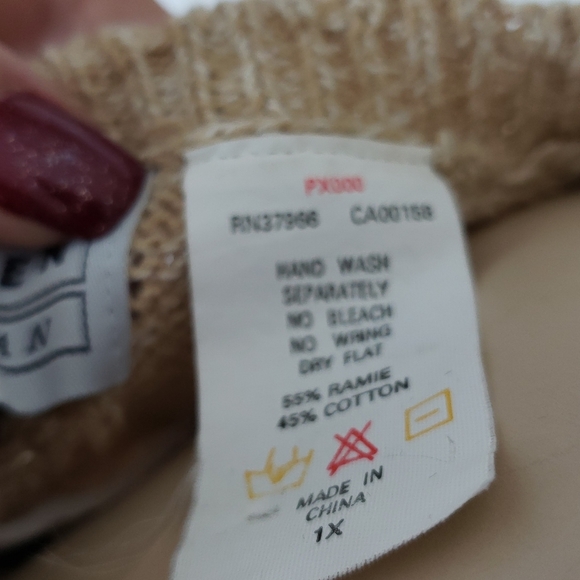 PX000
RN37966 CA00158
HAND WASH
SEPARATELY
NO BLEACH
NO WRING
DRY FLAT
55% RAMIE
45% COTTON
MADE IN
CHINA
1X